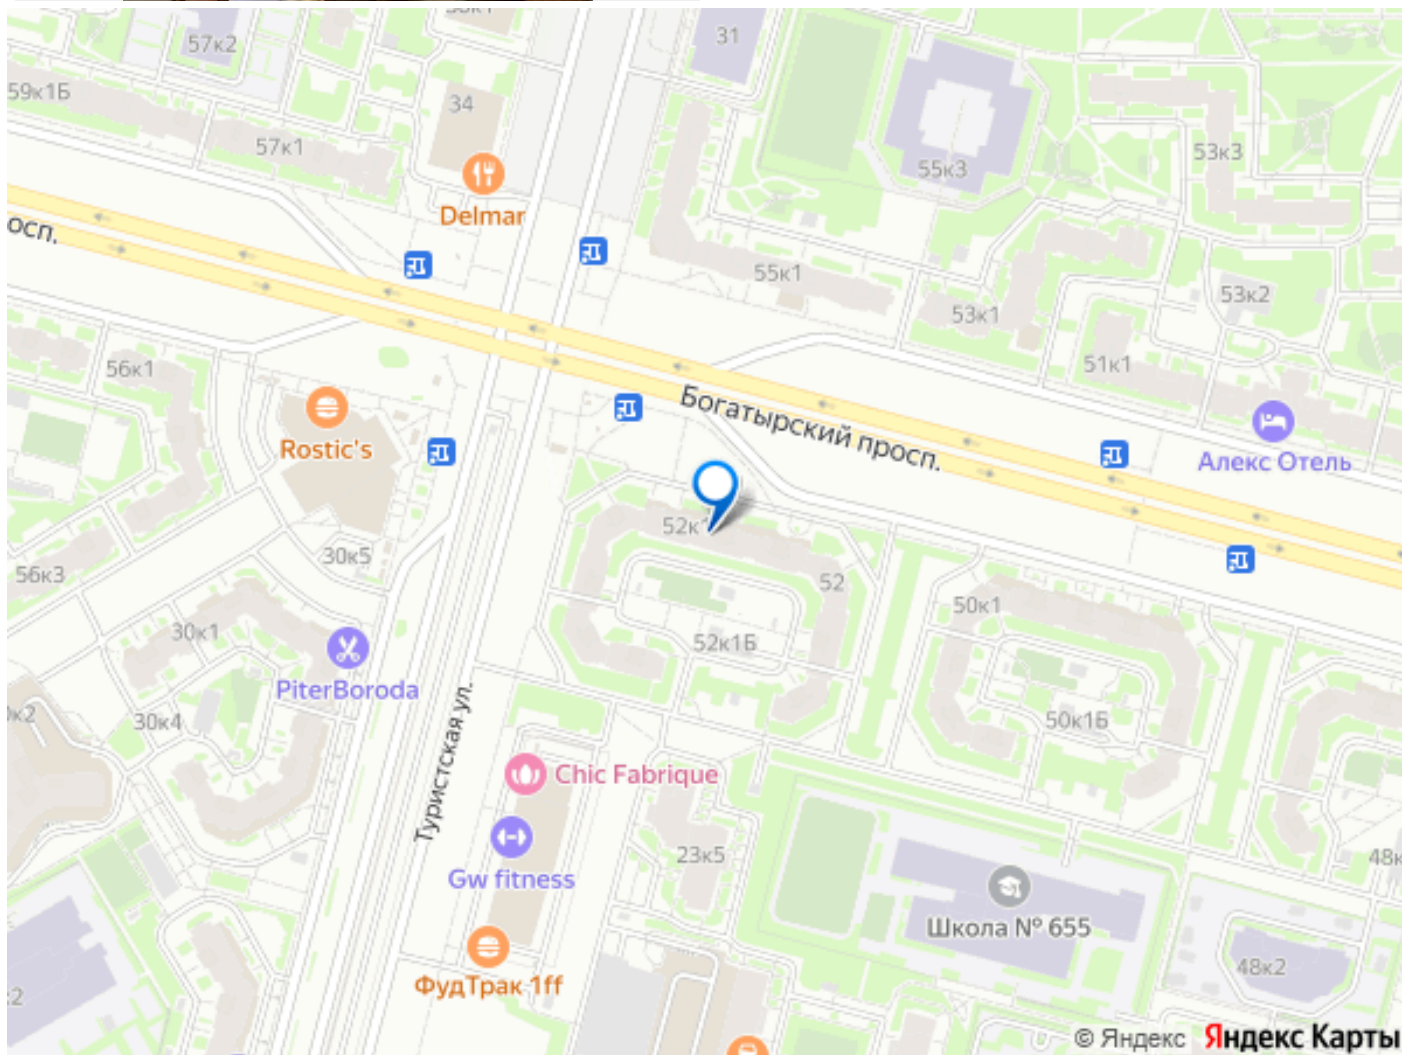 57к2
31
59к1Б
34
57к1
55к3
53к3
Delmar
осп.
55к1
53к2
53к1
56к1
51к1
Богатырский просп.
Rostic's
Алекс Отель
52к1
56к3
30к5
52
50к1
30к1
52к1Б
PiterBoroda
30к4
50к1Б
Туристская ул.
Chic Fabrique
23к5
Gw fitness
Школа № 655
48к2
ФудТрак 1ff
© Яндекс Яндекс Карты